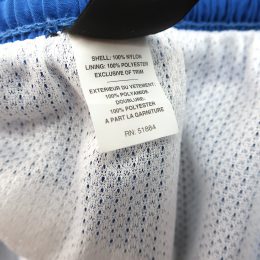 SHELL: 100% NYLON
LINING: 100% POLYESTER
EXCLUSIVE OF TRIM
EXTERIEUR DU VETEMENT:
100% POLYAMIDE.
DOUBLURE:
100% POLYESTER
A PART LA GARNITURE
RN: 51884